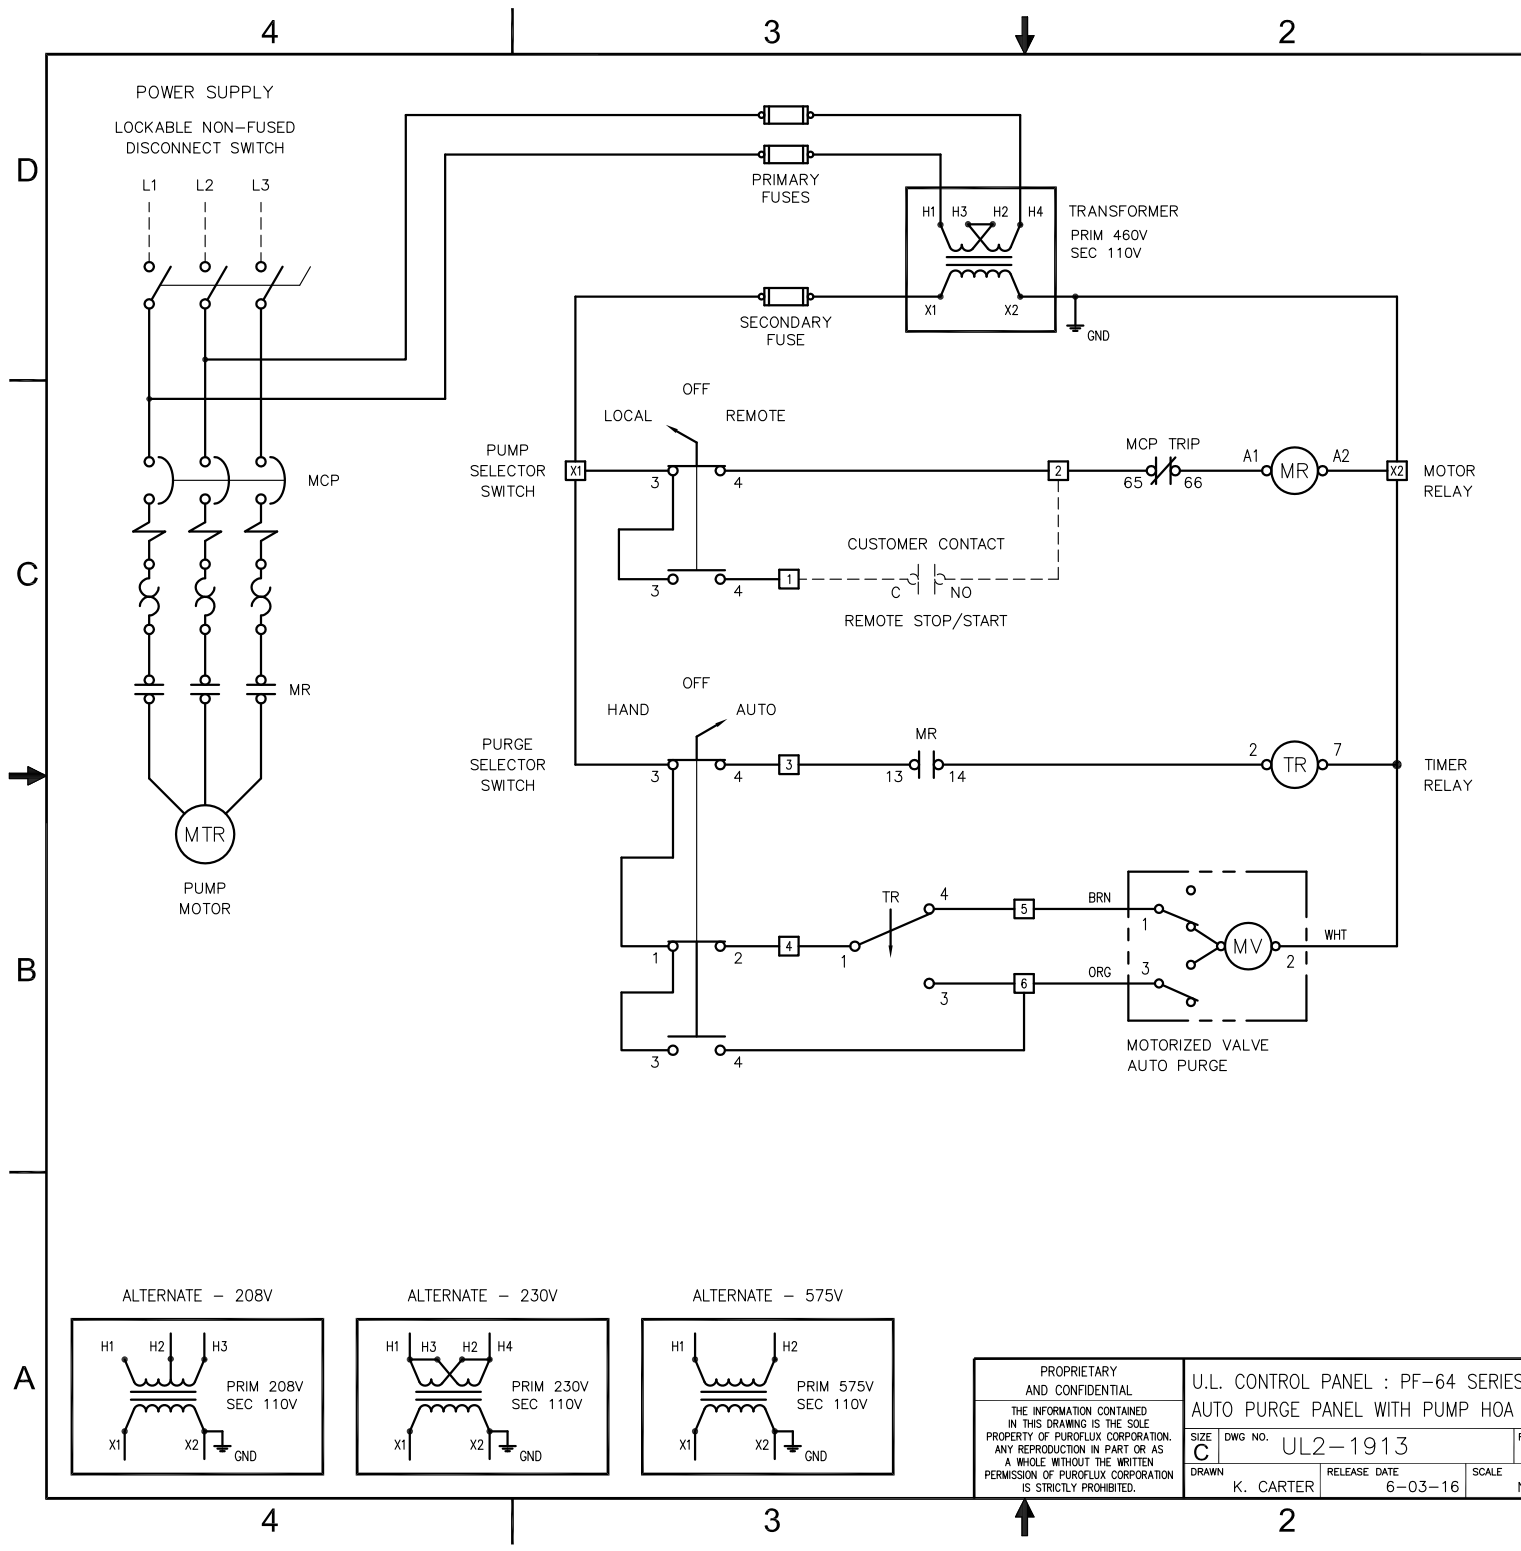 4 3 2
POWER SUPPLY
LOCKABLE NON-FUSED
DISCONNECT SWITCH
D
L1 L2 L3
PRIMARY
FUSES
H1 H3 H2 H4
TRANSFORMER
PRIM 460V
SEC 110V
X1 X2
GND
SECONDARY
FUSE
OFF
LOCAL REMOTE
PUMP
SELECTOR
SWITCH
X1
3 4
2
MCP TRIP
65 66
A1 MR A2
X2
MOTOR
RELAY
MCP
C
CUSTOMER CONTACT
3 4
1
C NO
REMOTE STOP/START
MR
OFF
HAND AUTO
PURGE
SELECTOR
SWITCH
3 4
3
MR
13 14
2 TR 7
TIMER
RELAY
MTR
PUMP
MOTOR
B
TR
4
5
BRN
1
1 2
4
1
MV
2
WHT
3
6
ORG
3
3 4
MOTORIZED VALVE
AUTO PURGE
A
ALTERNATE - 208V
H1 H2 H3
PRIM 208V
SEC 110V
X1 X2
GND
ALTERNATE - 230V
H1 H3 H2 H4
PRIM 230V
SEC 110V
X1 X2
GND
ALTERNATE - 575V
H1 H2
PRIM 575V
SEC 110V
X1 X2
GND
PROPRIETARY
AND CONFIDENTIAL
THE INFORMATION CONTAINED
IN THIS DRAWING IS THE SOLE
PROPERTY OF PUROFLUX CORPORATION.
ANY REPRODUCTION IN PART OR AS
A WHOLE WITHOUT THE WRITTEN
PERMISSION OF PUROFLUX CORPORATION
IS STRICTLY PROHIBITED.
U.L. CONTROL PANEL : PF-64 SERIES
AUTO PURGE PANEL WITH PUMP HOA
SIZE
C
DWG NO.
UL2-1913
DRAWN
K. CARTER
RELEASE DATE
6-03-16
SCALE
4 3 2